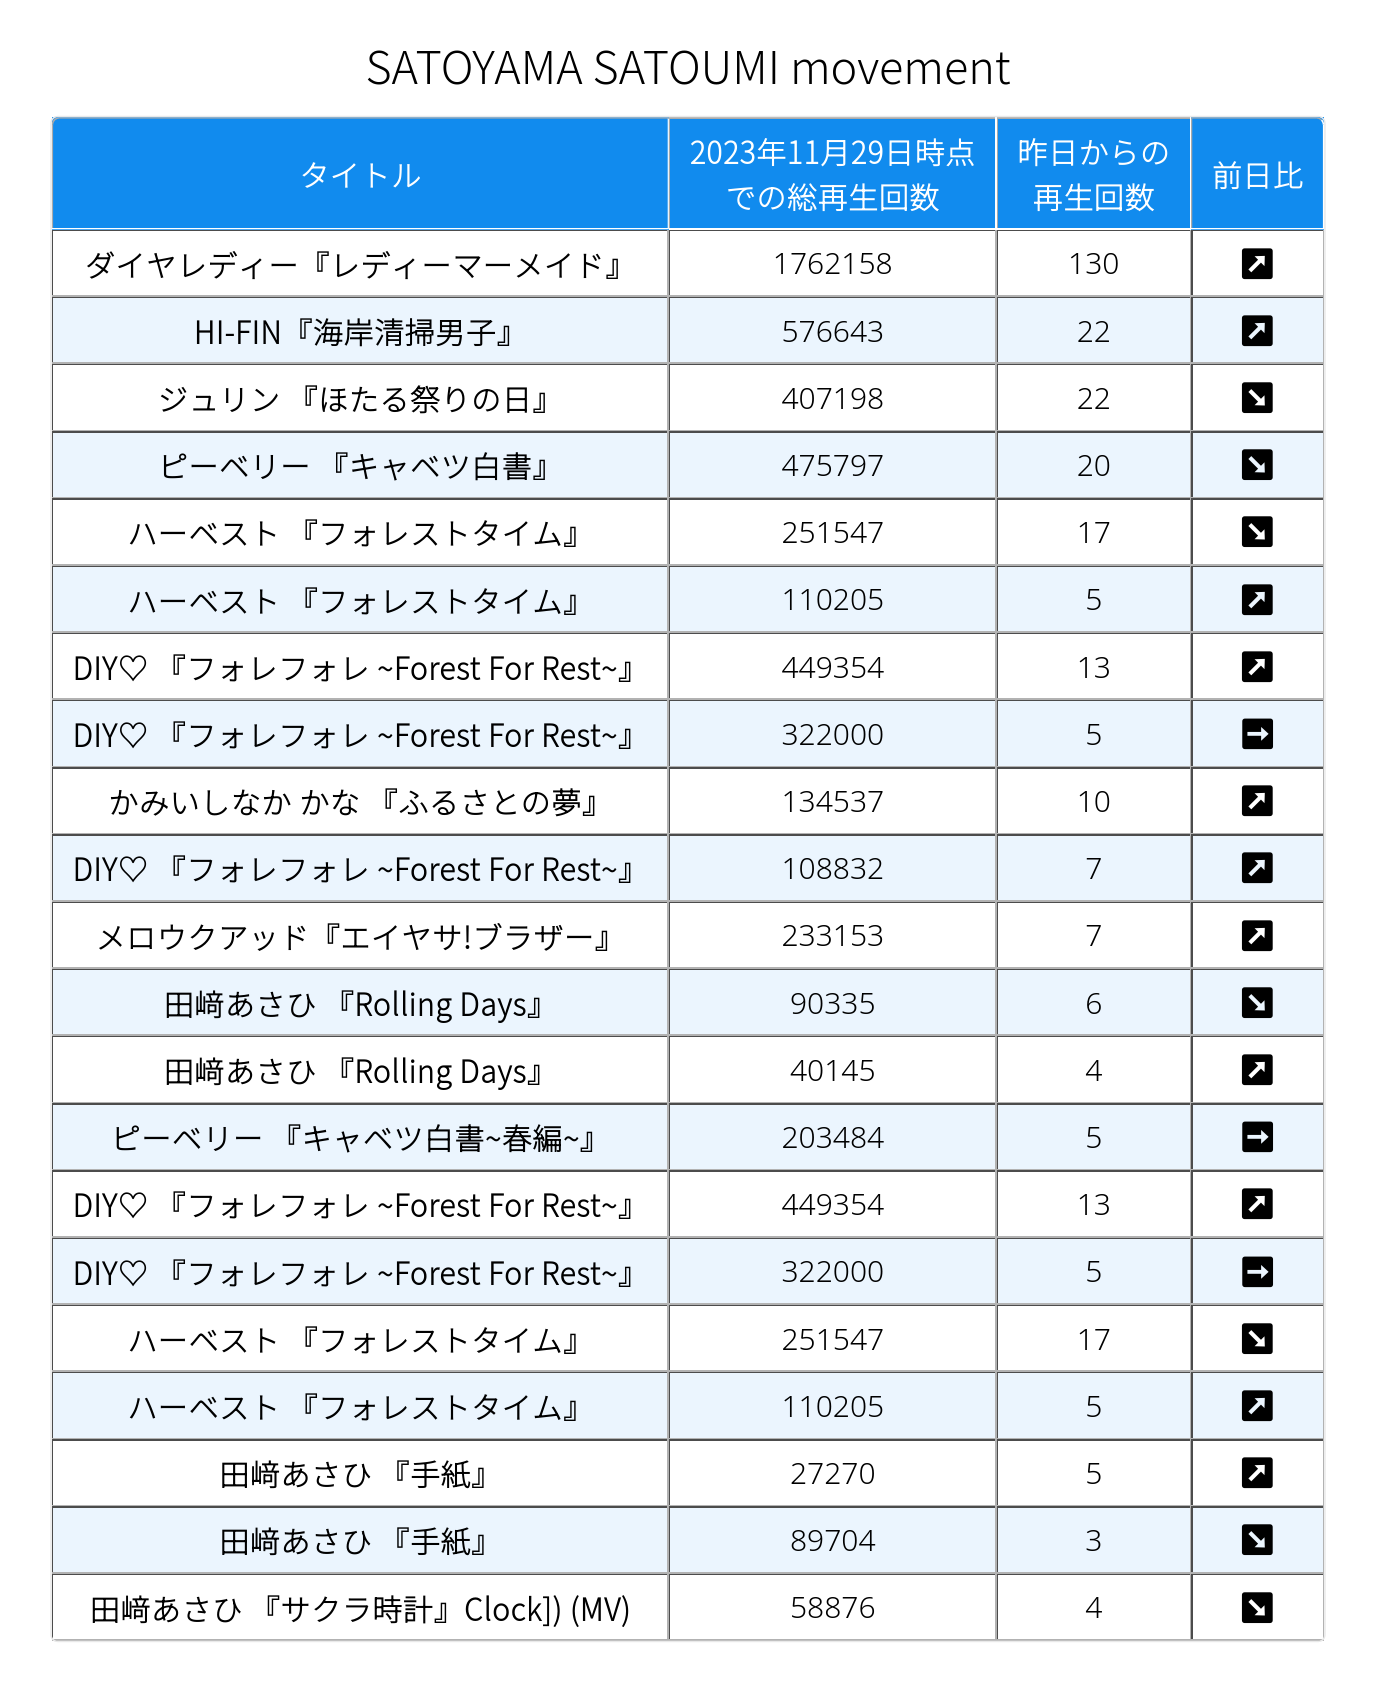 SATOYAMA SATOUMI movement
タイトル 2023年11月29日時点での総再生回数 昨日からの再生回数 前日比
ダイヤレディー『レディーマーメイド』 1762158 130 ↗
HI-FIN『海岸清掃男子』 576643 22 ↗
ジュリン 『ほたる祭りの日』 407198 22 ↘
ピーベリー 『キャベツ白書』 475797 20 ↘
ハーベスト 『フォレストタイム』 251547 17 ↘
ハーベスト 『フォレストタイム』 110205 5 ↗
DIY♡ 『フォレフォレ ~Forest For Rest~』 449354 13 ↗
DIY♡ 『フォレフォレ ~Forest For Rest~』 322000 5 →
かみいしなか かな 『ふるさとの夢』 134537 10 ↗
DIY♡ 『フォレフォレ ~Forest For Rest~』 108832 7 ↗
メロウクアッド『エイヤサ!ブラザー』 233153 7 ↗
田﨑あさひ 『Rolling Days』 90335 6 ↘
田﨑あさひ 『Rolling Days』 40145 4 ↗
ピーベリー 『キャベツ白書~春編~』 203484 5 →
DIY♡ 『フォレフォレ ~Forest For Rest~』 449354 13 ↗
DIY♡ 『フォレフォレ ~Forest For Rest~』 322000 5 →
ハーベスト 『フォレストタイム』 251547 17 ↘
ハーベスト 『フォレストタイム』 110205 5 ↗
田﨑あさひ 『手紙』 27270 5 ↗
田﨑あさひ 『手紙』 89704 3 ↘
田﨑あさひ 『サクラ時計』Clock]) (MV) 58876 4 ↘